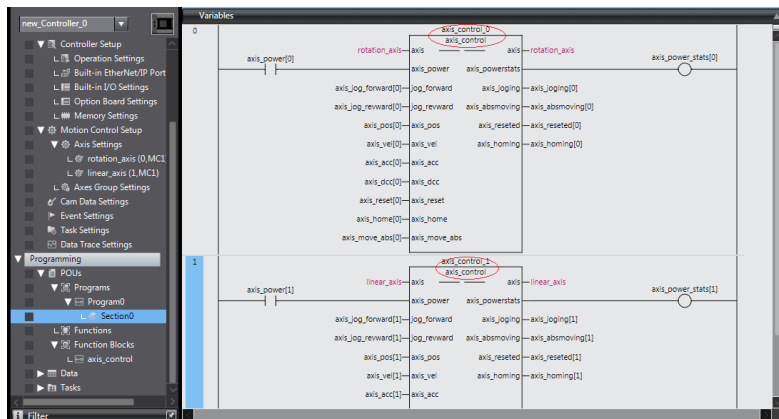 new_Controller_0
Controller Setup
Operation Settings
Built-in EtherNet/IP Port
Built-in I/O Settings
Option Board Settings
Memory Settings
Motion Control Setup
Axis Settings
rotation_axis (0,MC1
linear_axis (1,MC1)
Axes Group Settings
Cam Data Settings
Event Settings
Task Settings
Data Trace Settings
Programming
POUs
Programs
Program0
Section0
Functions
Function Blocks
axis_control
Data
Tasks
Filter
Variables
0
axis_control_0
axis_control
rotation_axis axis axis rotation_axis
axis_power[0] axis_power axis_powerstats axis_power_stats[0]
axis_jog_forward[0] jog_forward axis_joging axis_joging[0]
axis_jog_revward[0] jog_revward axis_absmoving axis_absmoving[0]
axis_pos[0] axis_pos axis_reseted axis_reseted[0]
axis_vel[0] axis_vel axis_homing axis_homing[0]
axis_acc[0] axis_acc
axis_dcc[0] axis_dcc
axis_reset[0] axis_reset
axis_home[0] axis_home
axis_move_abs[0] axis_move_abs
1
axis_control_1
axis_control
linear_axis axis axis linear_axis
axis_power[1] axis_power axis_powerstats axis_power_stats[1]
axis_jog_forward[1] jog_forward axis_joging axis_joging[1]
axis_jog_revward[1] jog_revward axis_absmoving axis_absmoving[1]
axis_pos[1] axis_pos axis_reseted axis_reseted[1]
axis_vel[1] axis_vel axis_homing axis_homing[1]
axis_acc[1] axis_acc